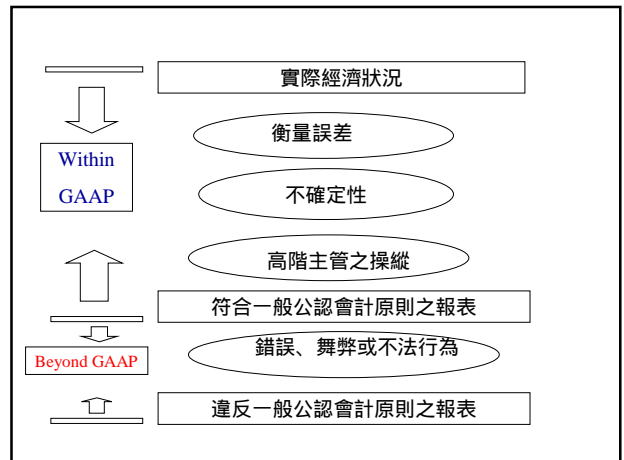 實際經濟狀況
衡量誤差
Within
GAAP
不確定性
高階主管之操縱
符合一般公認會計原則之報表
錯誤、舞弊或不法行為
Beyond GAAP
違反一般公認會計原則之報表